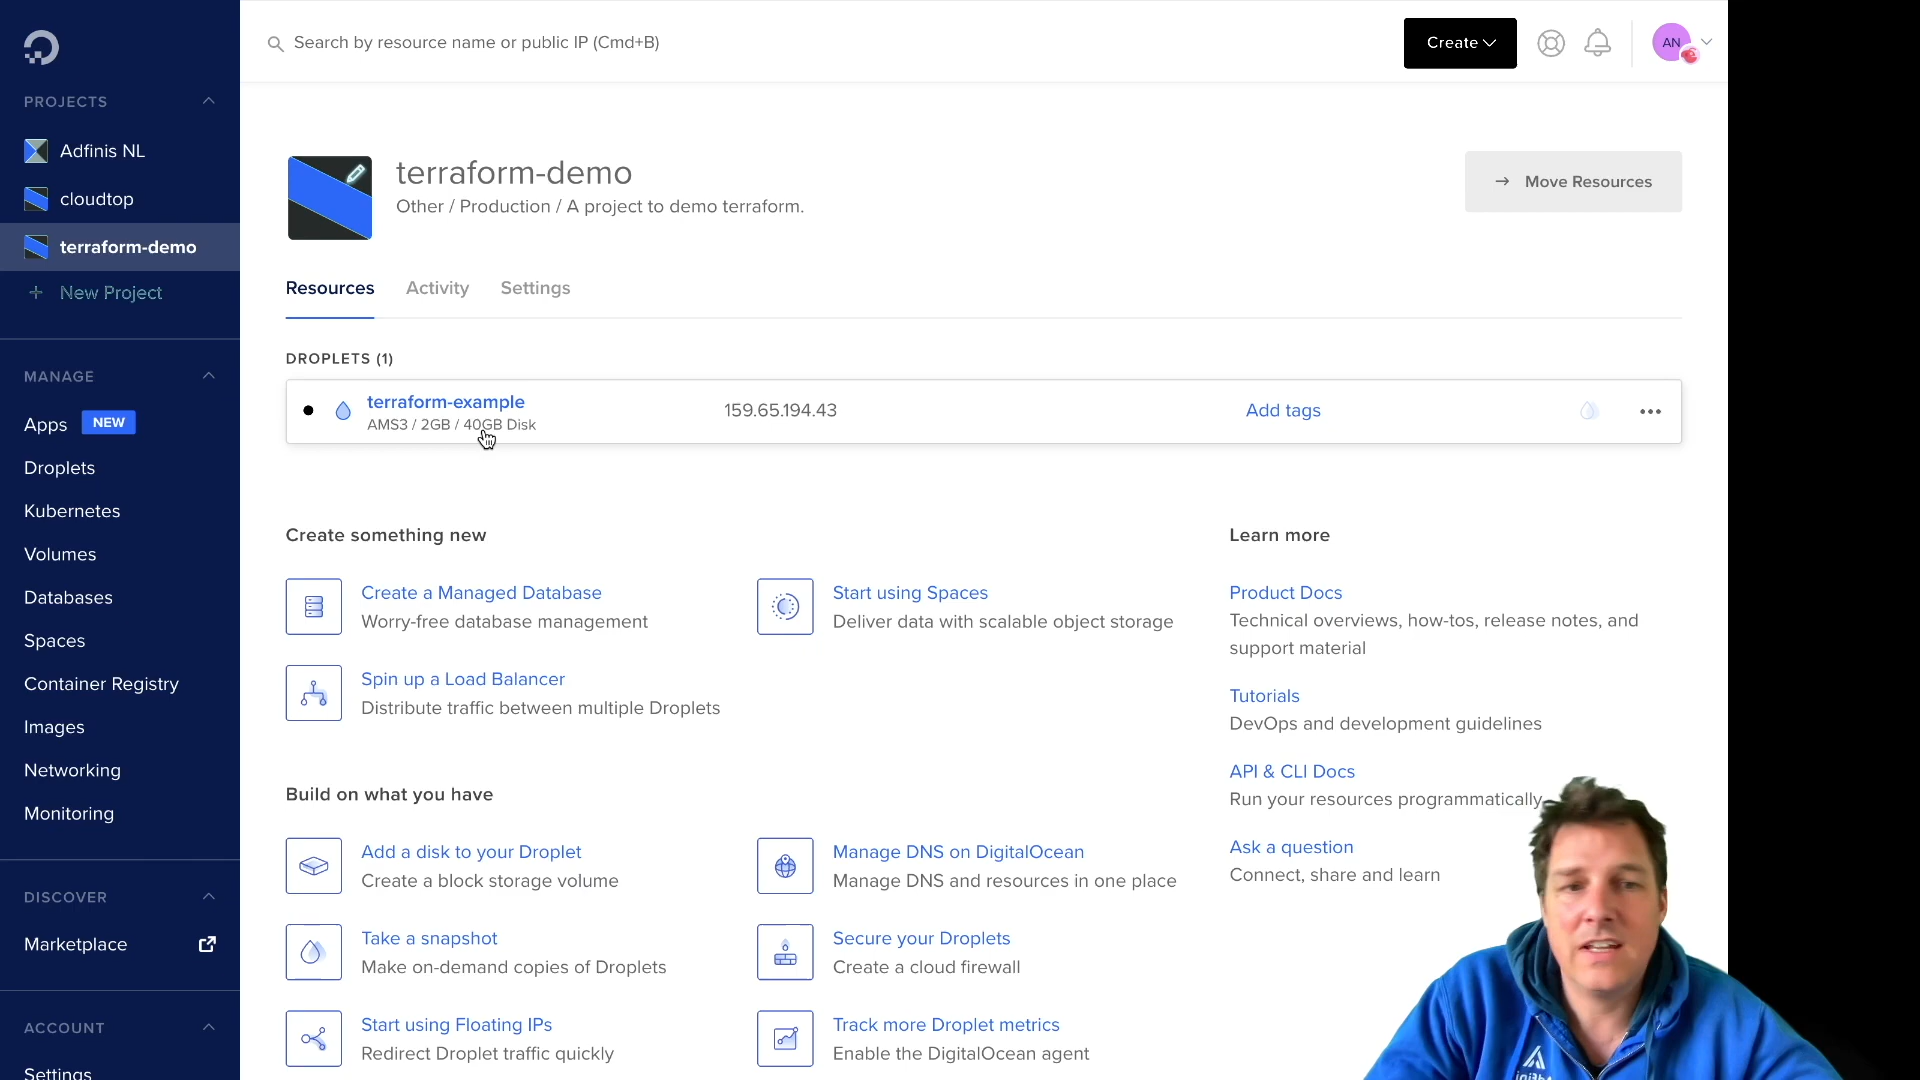 Search by resource name or public IP (Cmd+B)
Create
AN
PROJECTS
Adfinis NL
cloudtop
terraform-demo
New Project
MANAGE
Apps NEW
Droplets
Kubernetes
Volumes
Databases
Spaces
Container Registry
Images
Networking
Monitoring
DISCOVER
Marketplace
ACCOUNT
Settings
terraform-demo
Other / Production / A project to demo terraform.
→ Move Resources
Resources Activity Settings
DROPLETS (1)
terraform-example
AMS3 / 2GB / 40GB Disk
159.65.194.43
Add tags
Create something new
Create a Managed Database
Worry-free database management
Start using Spaces
Deliver data with scalable object storage
Spin up a Load Balancer
Distribute traffic between multiple Droplets
Build on what you have
Add a disk to your Droplet
Create a block storage volume
Manage DNS on DigitalOcean
Manage DNS and resources in one place
Take a snapshot
Make on-demand copies of Droplets
Secure your Droplets
Create a cloud firewall
Start using Floating IPs
Redirect Droplet traffic quickly
Track more Droplet metrics
Enable the DigitalOcean agent
Learn more
Product Docs
Technical overviews, how-tos, release notes, and
support material
Tutorials
DevOps and development guidelines
API & CLI Docs
Run your resources programmatically
Ask a question
Connect, share and learn